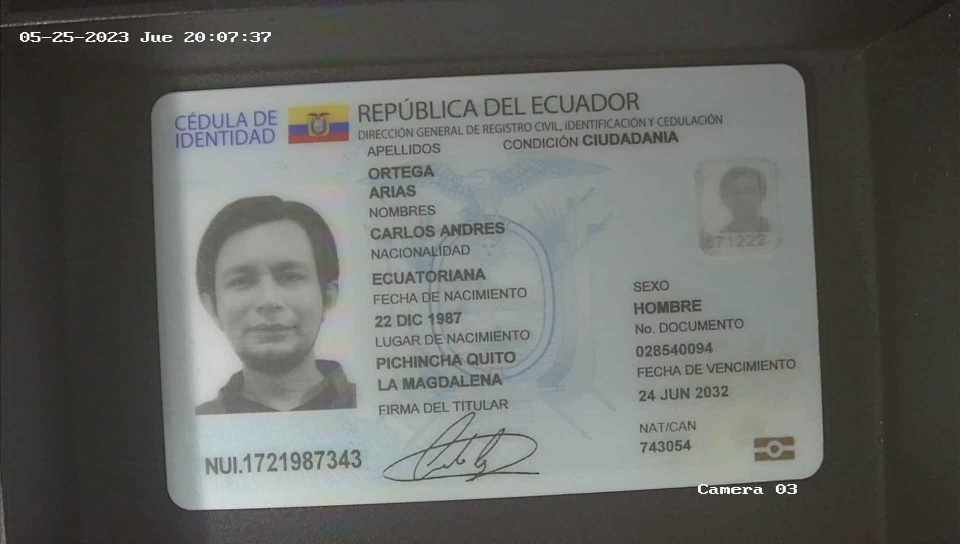 05-25-2023 Jue 20:07:37
CÉDULA DE
IDENTIDAD
REPÚBLICA DEL ECUADOR
DIRECCIÓN GENERAL DE REGISTRO CIVIL, IDENTIFICACIÓN Y CEDULACIÓN
APELLIDOS
CONDICIÓN CIUDADANIA
ORTEGA
ARIAS
NOMBRES
CARLOS ANDRES
NACIONALIDAD
ECUATORIANA
FECHA DE NACIMIENTO
22 DIC 1987
LUGAR DE NACIMIENTO
PICHINCHA QUITO
LA MAGDALENA
FIRMA DEL TITULAR
671222
SEXO
HOMBRE
No. DOCUMENTO
028540094
FECHA DE VENCIMIENTO
24 JUN 2032
NAT/CAN
743054
NUI.1721987343
Camera 03